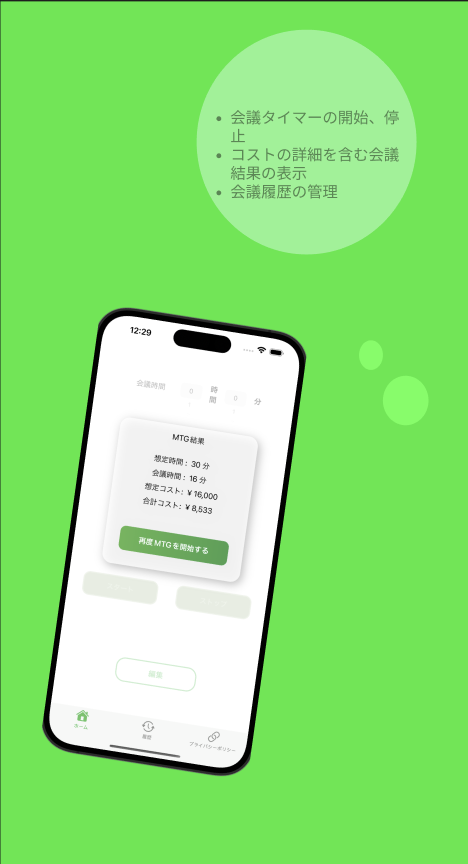 • 会議タイマーの開始、停
止
• コストの詳細を含む会議
結果の表示
• 会議履歴の管理
12:29
会議時間 0 時
間 0 分
MTG結果
想定時間： 30 分
会議時間： 16 分
想定コスト: ¥ 16,000
合計コスト: ¥ 8,533
再度 MTG を開始する
編集
ホーム
履歴
プライバシーポリシー